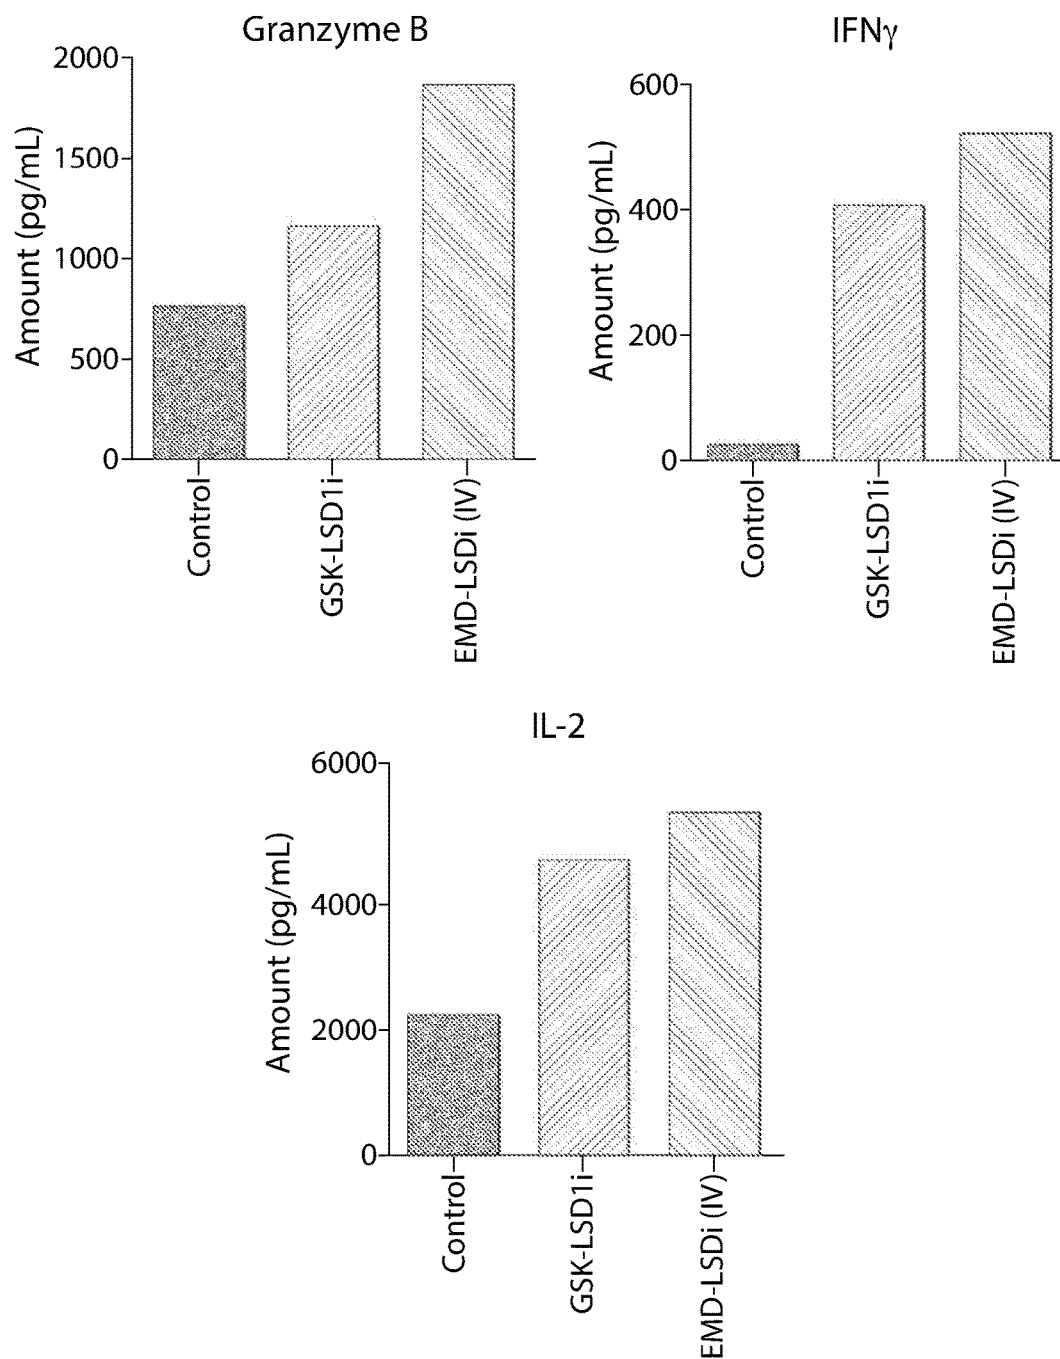 Granzyme B
Amount (pg/mL)
2000
1500
1000
500
0
Control
GSK-LSD1i
EMD-LSDi (IV)
IFNγ
Amount (pg/mL)
600
400
200
0
Control
GSK-LSD1i
EMD-LSDi (IV)
IL-2
Amount (pg/mL)
6000
4000
2000
0
Control
GSK-LSD1i
EMD-LSDi (IV)